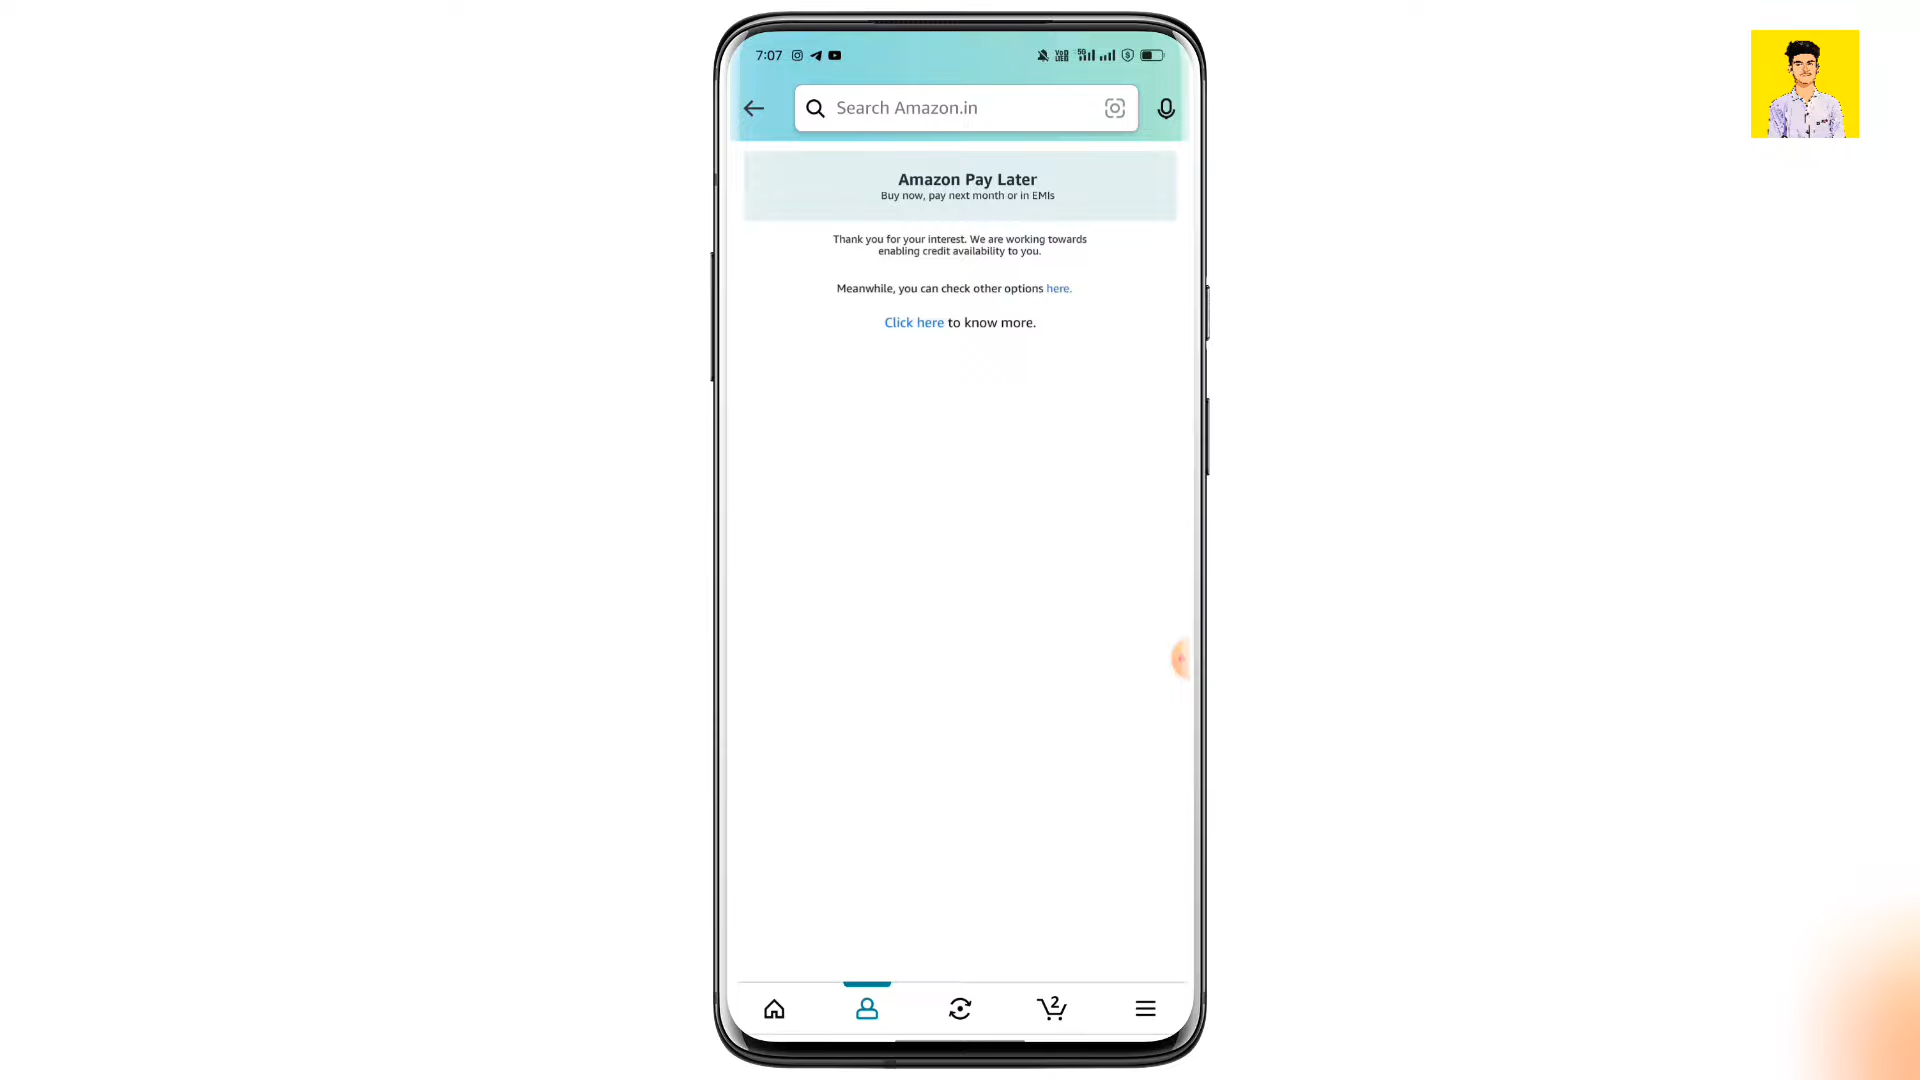 7:07
Search Amazon.in
Amazon Pay Later
Buy now, pay next month or in EMIs
Thank you for your interest. We are working towards
enabling credit availability to you.
Meanwhile, you can check other options here.
Click here to know more.
2